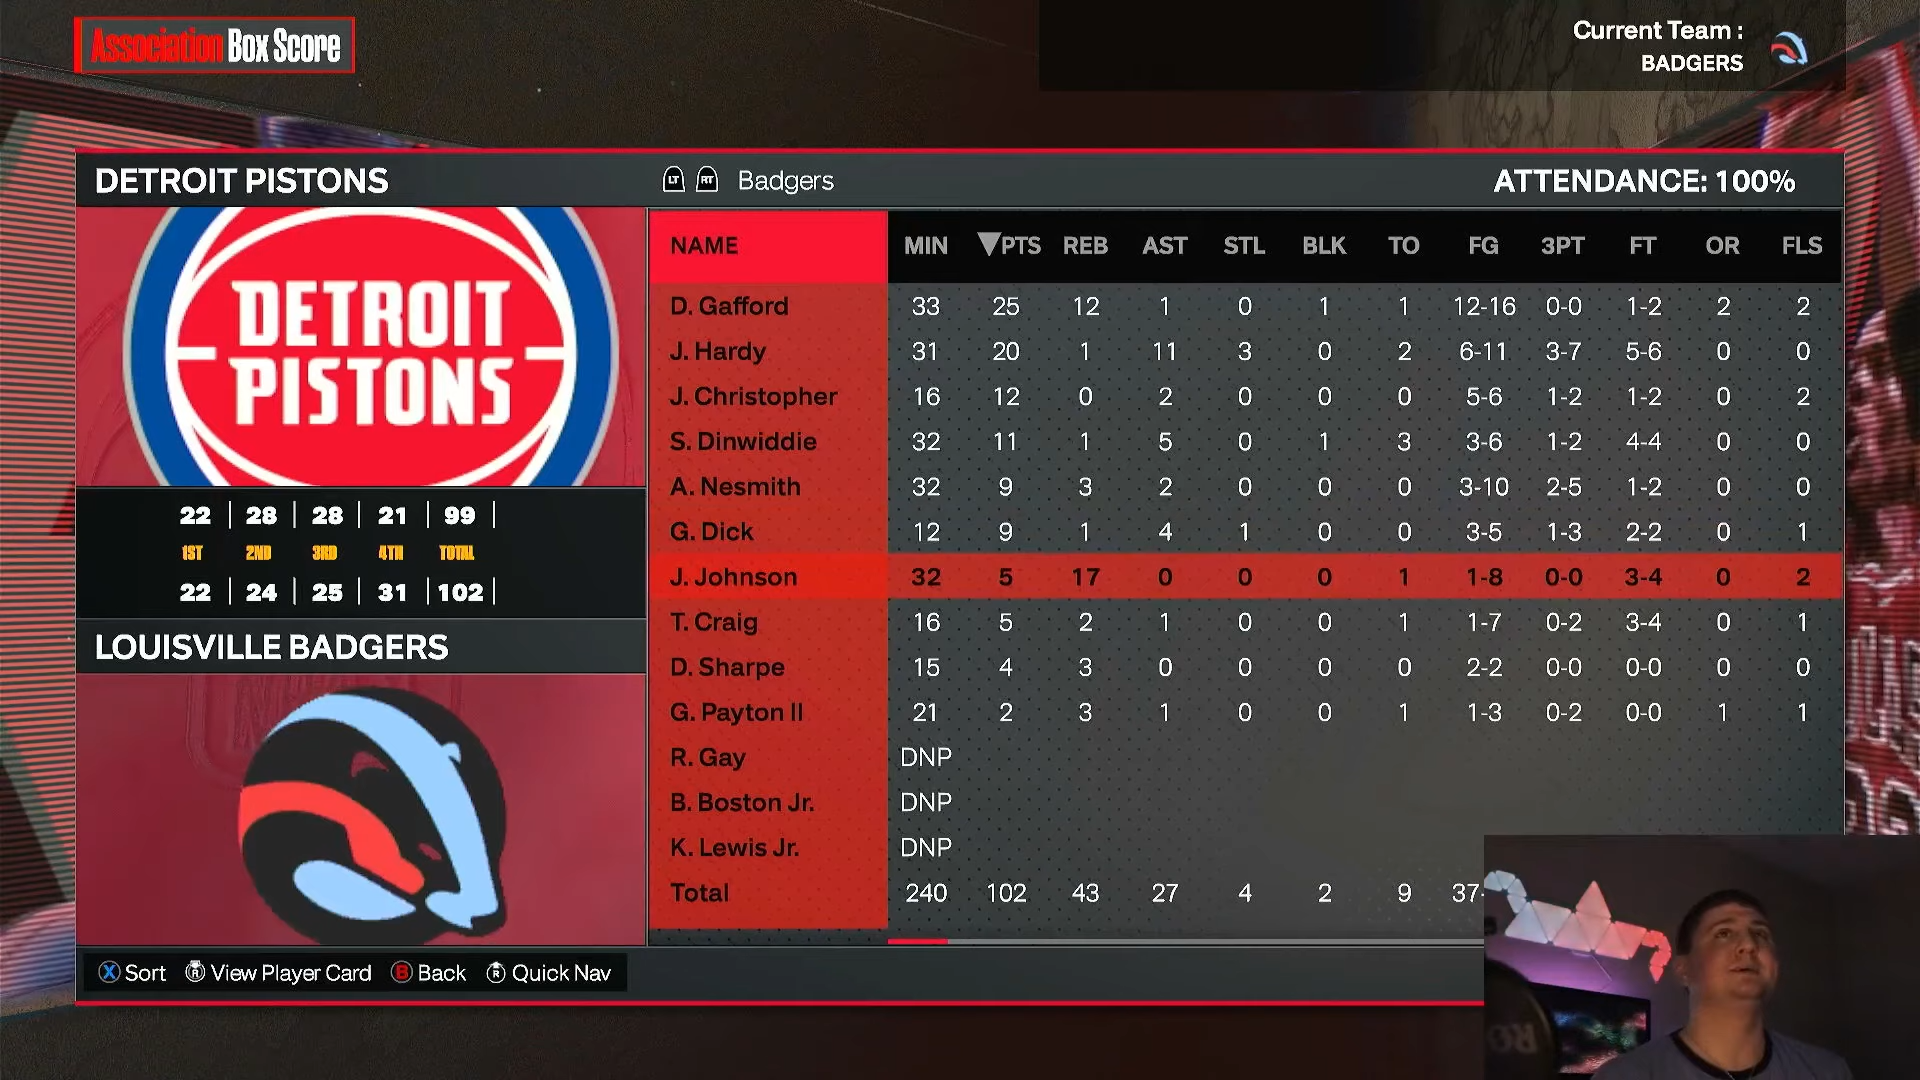 Association Box Score
Current Team :
BADGERS
DETROIT PISTONS
LT RT Badgers
ATTENDANCE: 100%
DETROIT
PISTONS
22 28 28 21 99
1ST 2ND 3RD 4TH TOTAL
22 24 25 31 102
LOUISVILLE BADGERS
NAME MIN PTS REB AST STL BLK TO FG 3PT FT OR FLS
D. Gafford 33 25 12 1 0 1 1 12-16 0-0 1-2 2 2
J. Hardy 31 20 1 11 3 0 2 6-11 3-7 5-6 0 0
J. Christopher 16 12 0 2 0 0 0 5-6 1-2 1-2 0 2
S. Dinwiddie 32 11 1 5 0 1 3 3-6 1-2 4-4 0 0
A. Nesmith 32 9 3 2 0 0 0 3-10 2-5 1-2 0 0
G. Dick 12 9 1 4 1 0 0 3-5 1-3 2-2 0 1
J. Johnson 32 5 17 0 0 0 1 1-8 0-0 3-4 0 2
T. Craig 16 5 2 1 0 0 1 1-7 0-2 3-4 0 1
D. Sharpe 15 4 3 0 0 0 0 2-2 0-0 0-0 0 0
G. Payton II 21 2 3 1 0 0 1 1-3 0-2 0-0 1 1
R. Gay DNP
B. Boston Jr. DNP
K. Lewis Jr. DNP
Total 240 102 43 27 4 2 9 37-
X Sort R View Player Card B Back R Quick Nav